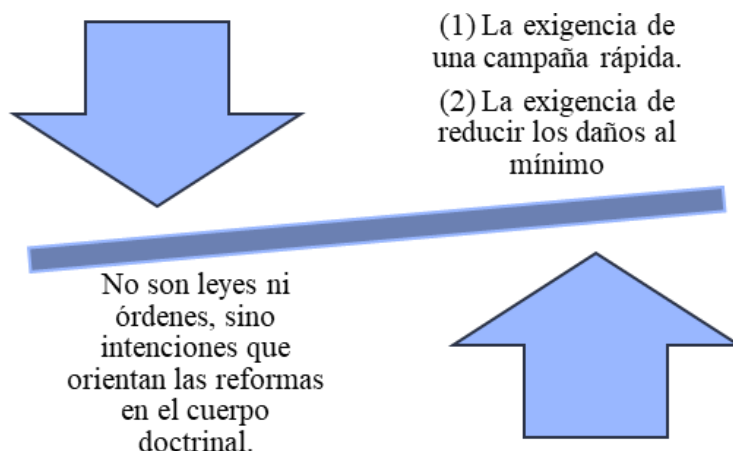 (1) La exigencia de
una campaña rápida.
(2) La exigencia de
reducir los daños al
mínimo
No son leyes ni
órdenes, sino
intenciones que
orientan las reformas
en el cuerpo
doctrinal.